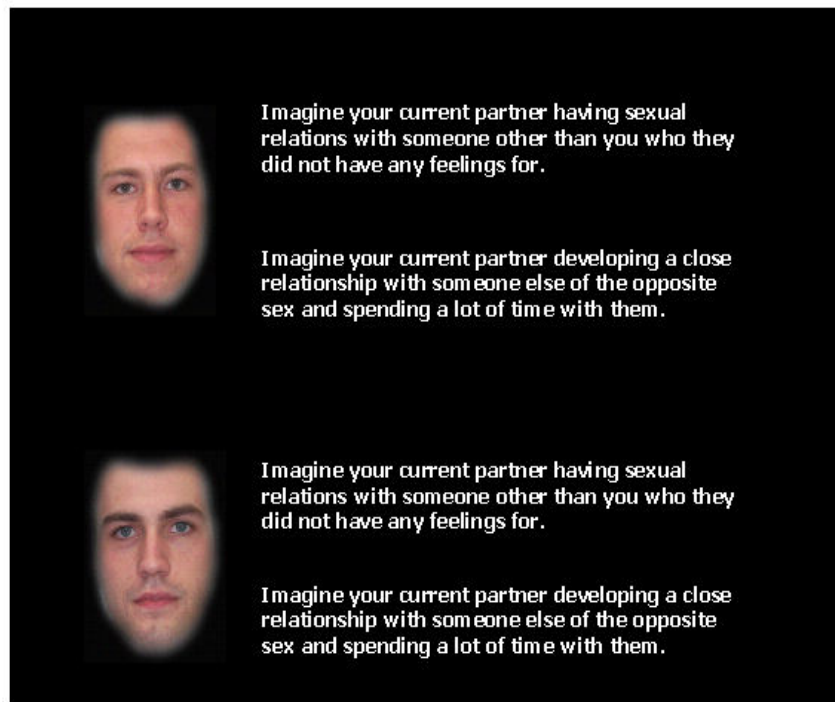 Imagine your current partner having sexual
relations with someone other than you who they
did not have any feelings for.
Imagine your current partner developing a close
relationship with someone else of the opposite
sex and spending a lot of time with them.
Imagine your current partner having sexual
relations with someone other than you who they
did not have any feelings for.
Imagine your current partner developing a close
relationship with someone else of the opposite
sex and spending a lot of time with them.